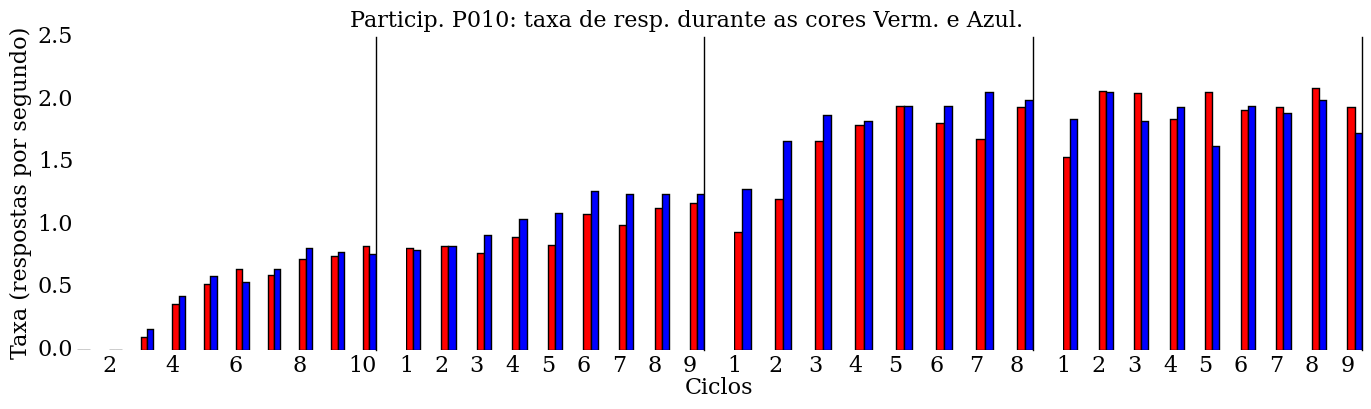 Particip. P010: taxa de resp. durante as cores Verm. e Azul.
Taxa (respostas por segundo)
2.5
2.0
1.5
1.0
0.5
0.0
2 4 6 8 10 1 2 3 4 5 6 7 8 9 1 2 3 4 5 6 7 8 1 2 3 4 5 6 7 8 9
Ciclos